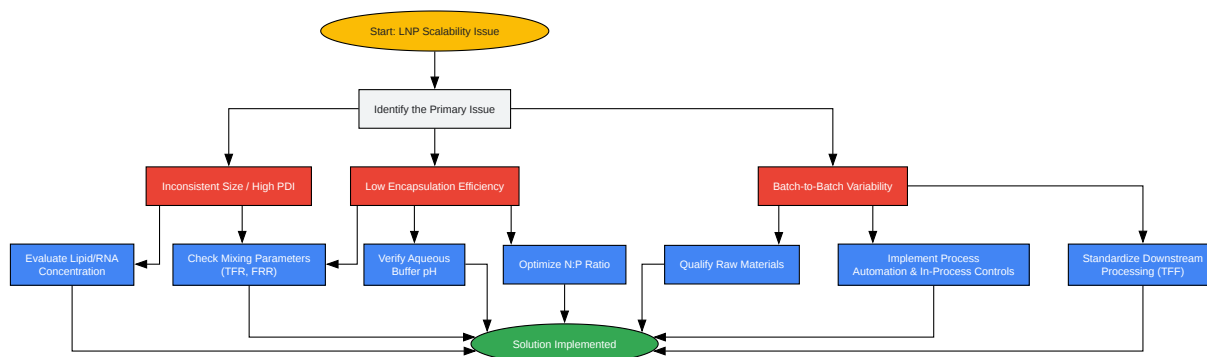 Start: LNP Scalability Issue
Identify the Primary Issue
Inconsistent Size / High PDI
Low Encapsulation Efficiency
Batch-to-Batch Variability
Evaluate Lipid/RNA
Concentration
Check Mixing Parameters
(TFR, FRR)
Verify Aqueous
Buffer pH
Optimize N:P Ratio
Qualify Raw Materials
Implement Process
Automation & In-Process Controls
Standardize Downstream
Processing (TFF)
Solution Implemented